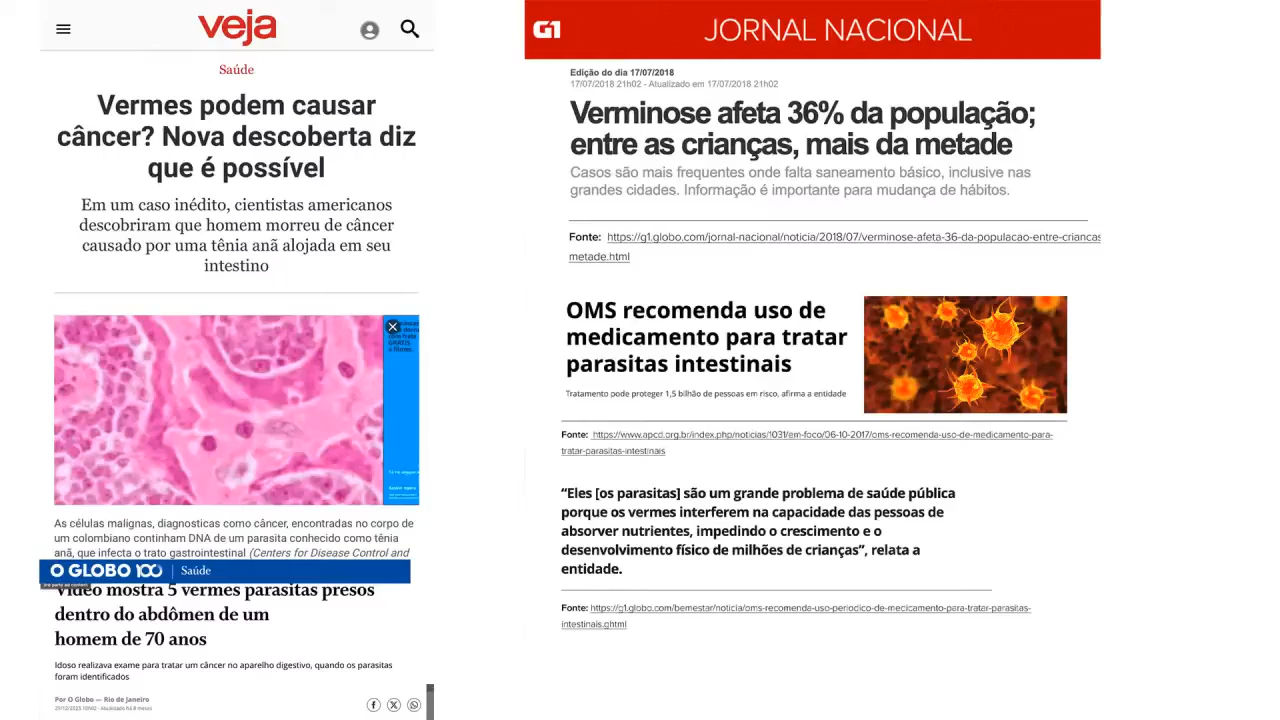 veja
Saúde
Vermes podem causar
câncer? Nova descoberta diz
que é possível
Em um caso inédito, cientistas americanos
descobriram que homem morreu de câncer
causado por uma tênia anã alojada em seu
intestino
GRÁTIS
As células malignas, diagnosticas como câncer, encontradas no corpo de
um colombiano continham DNA de um parasita conhecido como tênia
anã, que infecta o trato gastrointestinal (Centers for Disease Control and
O GLOBO 100 | Saúde
Vídeo mostra 5 vermes parasitas presos
dentro do abdômen de um
homem de 70 anos
Idoso realizava exame para tratar um câncer no aparelho digestivo, quando os parasitas
foram identificados
Por O Globo — Rio de Janeiro
G1
JORNAL NACIONAL
Edição do dia 17/07/2018
17/07/2018 21h02 - Atualizado em 17/07/2018 21h02
Verminose afeta 36% da população;
entre as crianças, mais da metade
Casos são mais frequentes onde falta saneamento básico, inclusive nas
grandes cidades. Informação é importante para mudança de hábitos.
Fonte: https://g1.globo.com/jornal-nacional/noticia/2018/07/verminose-afeta-36-da-populacao-entre-criancas
metade.html
OMS recomenda uso de
medicamento para tratar
parasitas intestinais
Tratamento pode proteger 1,5 bilhão de pessoas em risco, afirma a entidade
Fonte: https://www.apcd.org.br/index.php/noticias/1031/em-foco/06-10-2017/oms-recomenda-uso-de-medicamento-para-
tratar-parasitas-intestinais
“Eles [os parasitas] são um grande problema de saúde pública
porque os vermes interferem na capacidade das pessoas de
absorver nutrientes, impedindo o crescimento e o
desenvolvimento físico de milhões de crianças”, relata a
entidade.
Fonte: https://g1.globo.com/bemestar/noticia/oms-recomenda-uso-periodico-de-medicamento-para-tratar-parasitas-
intestinais.ghtml